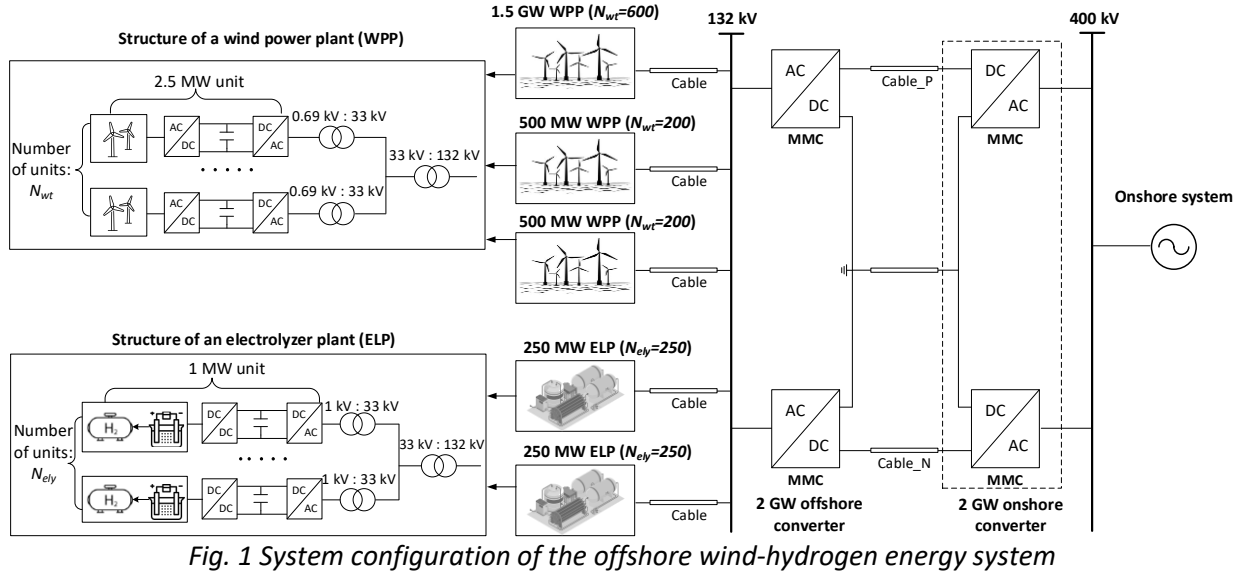 1.5 GW WPP (Nwt=600)
132 kV
400 kV
Structure of a wind power plant (WPP)
2.5 MW unit
Number
of units:
Nwt
AC
DC
DC
AC
0.69 kV : 33 kV
. . . . .
AC
DC
DC
AC
0.69 kV : 33 kV
33 kV : 132 kV
Cable
500 MW WPP (Nwt=200)
Cable
500 MW WPP (Nwt=200)
Cable
AC
DC
MMC
Cable_P
DC
AC
MMC
Onshore system
Structure of an electrolyzer plant (ELP)
1 MW unit
Number
of units:
Nely
H2
+
-
DC
DC
DC
AC
1 kV : 33 kV
. . . . .
H2
+
-
DC
DC
DC
AC
1 kV : 33 kV
33 kV : 132 kV
250 MW ELP (Nely=250)
Cable
250 MW ELP (Nely=250)
Cable
AC
DC
MMC
Cable_N
DC
AC
MMC
2 GW offshore
converter
2 GW onshore
converter
Fig. 1 System configuration of the offshore wind-hydrogen energy system